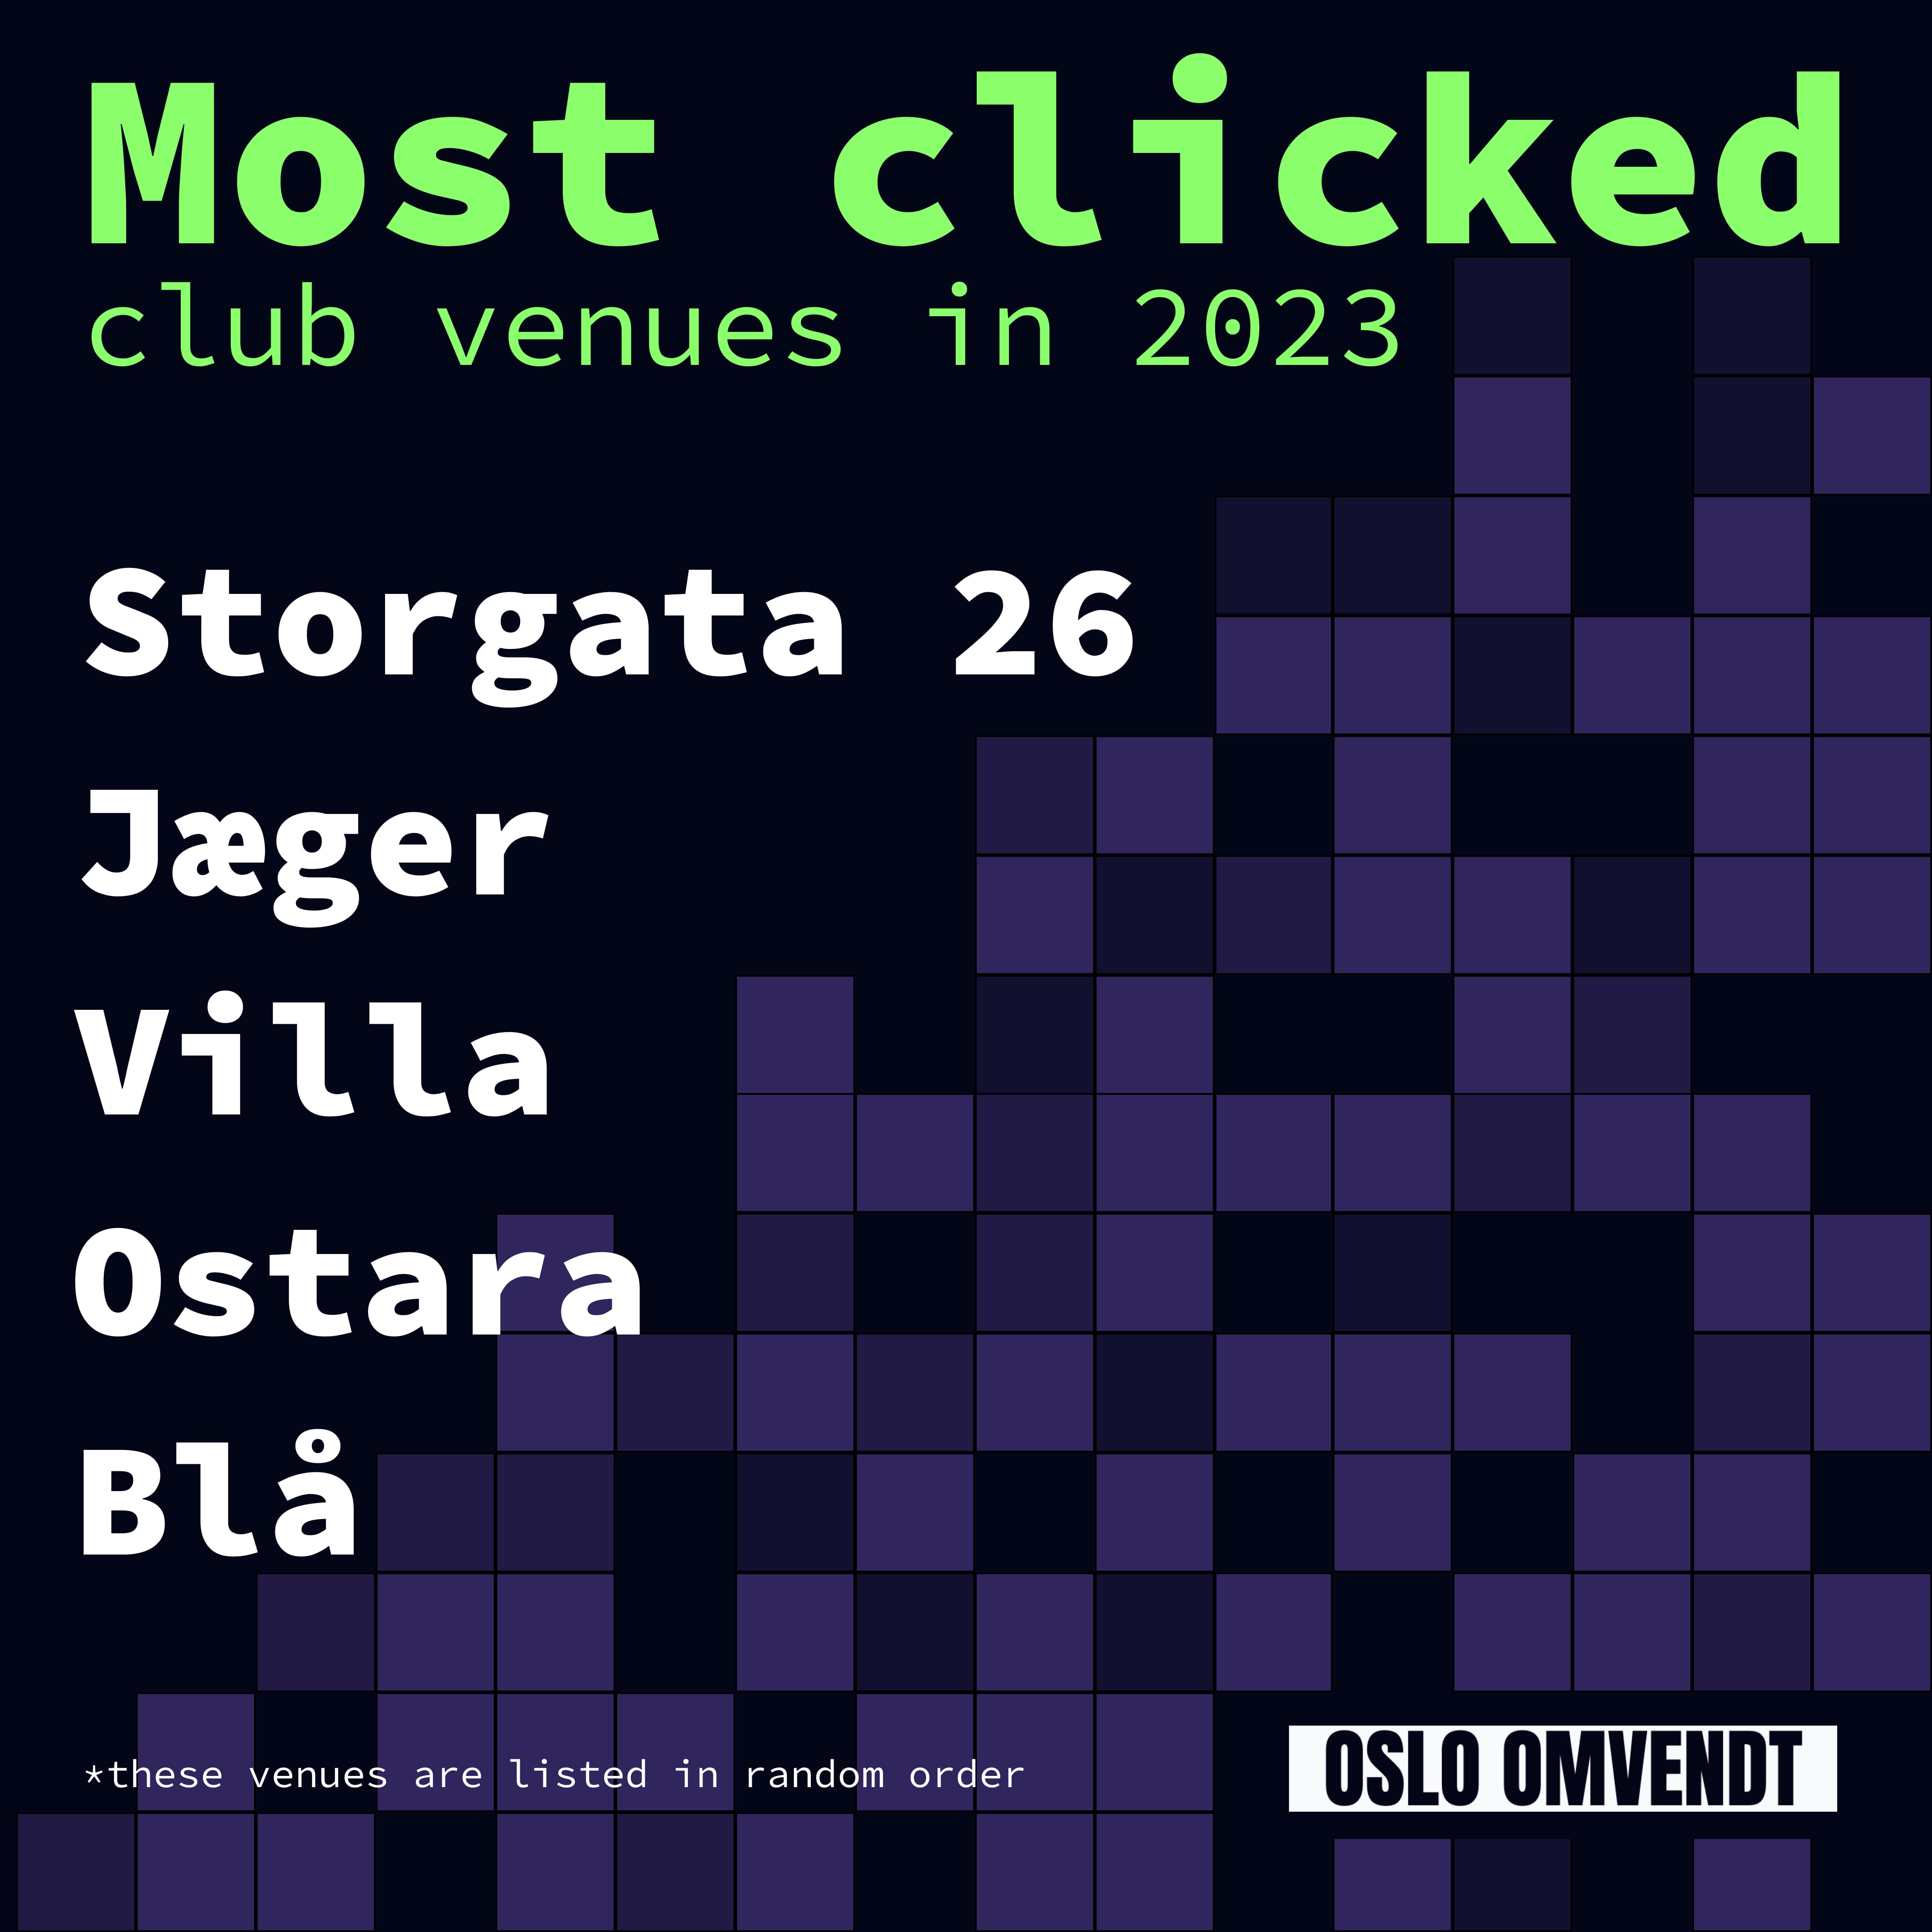 Most clicked
club venues in 2023
Storgata 26
Jæger
Villa
Ostara
Blå
*these venues are listed in random order
OSLO OMVENDT